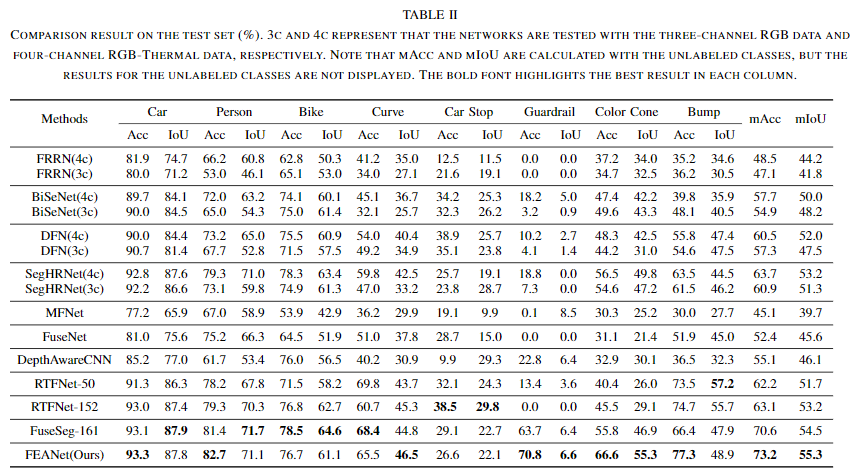 TABLE II
COMPARISON RESULT ON THE TEST SET (%). 3C AND 4C REPRESENT THAT THE NETWORKS ARE TESTED WITH THE THREE-CHANNEL RGB DATA AND
FOUR-CHANNEL RGB-THERMAL DATA, RESPECTIVELY. NOTE THAT MACC AND MIOU ARE CALCULATED WITH THE UNLABELED CLASSES, BUT THE
RESULTS FOR THE UNLABELED CLASSES ARE NOT DISPLAYED. THE BOLD FONT HIGHLIGHTS THE BEST RESULT IN EACH COLUMN.
Methods Car Person Bike Curve Car Stop Guardrail Color Cone Bump mAcc mIoU
Acc IoU Acc IoU Acc IoU Acc IoU Acc IoU Acc IoU Acc IoU Acc IoU
FRRN(4c) 81.9 74.7 66.2 60.8 62.8 50.3 41.2 35.0 12.5 11.5 0.0 0.0 37.2 34.0 35.2 34.6 48.5 44.2
FRRN(3c) 80.0 71.2 53.0 46.1 65.1 53.0 34.0 27.1 21.6 19.1 0.0 0.0 34.7 32.5 36.2 30.5 47.1 41.8
BiSeNet(4c) 89.7 84.1 72.0 63.2 74.1 60.1 45.1 36.7 34.2 25.3 18.2 5.0 47.4 42.2 39.8 35.9 57.7 50.0
BiSeNet(3c) 90.0 84.5 65.0 54.3 75.0 61.4 32.1 25.7 32.3 26.2 3.2 0.9 49.6 43.3 48.1 40.5 54.9 48.2
DFN(4c) 90.0 84.4 73.2 65.0 75.5 60.9 54.0 40.4 38.9 25.7 10.2 2.7 48.3 42.5 55.8 47.4 60.5 52.0
DFN(3c) 90.7 81.4 67.7 52.8 71.5 57.5 49.2 34.9 35.1 23.8 4.1 1.4 44.2 31.0 54.6 47.5 57.3 47.5
SegHRNet(4c) 92.8 87.6 79.3 71.0 78.3 63.4 59.8 42.5 25.7 19.1 18.8 0.0 56.5 49.8 63.5 44.5 63.7 53.2
SegHRNet(3c) 92.2 86.6 73.1 59.8 74.9 61.3 47.0 33.2 23.8 28.7 7.3 0.0 54.6 47.2 61.5 46.2 60.9 51.3
MFNet 77.2 65.9 67.0 58.9 53.9 42.9 36.2 29.9 19.1 9.9 0.1 8.5 30.3 25.2 30.0 27.7 45.1 39.7
FuseNet 81.0 75.6 75.2 66.3 64.5 51.9 51.0 37.8 28.7 15.0 0.0 0.0 31.1 21.4 51.9 45.0 52.4 45.6
DepthAwareCNN 85.2 77.0 61.7 53.4 76.0 56.5 40.2 30.9 9.9 29.3 22.8 6.4 32.9 30.1 36.5 32.3 55.1 46.1
RTFNet-50 91.3 86.3 78.2 67.8 71.5 58.2 69.8 43.7 32.1 24.3 13.4 3.6 40.4 26.0 73.5 57.2 62.2 51.7
RTFNet-152 93.0 87.4 79.3 70.3 76.8 62.7 60.7 45.3 38.5 29.8 0.0 0.0 45.5 29.1 74.7 55.7 63.1 53.2
FuseSeg-161 93.1 87.9 81.4 71.7 78.5 64.6 68.4 44.8 29.1 22.7 63.7 6.4 55.8 46.9 66.4 47.9 70.6 54.5
FEANet(Ours) 93.3 87.8 82.7 71.1 76.7 61.1 65.5 46.5 26.6 22.1 70.8 6.6 66.6 55.3 77.3 48.9 73.2 55.3